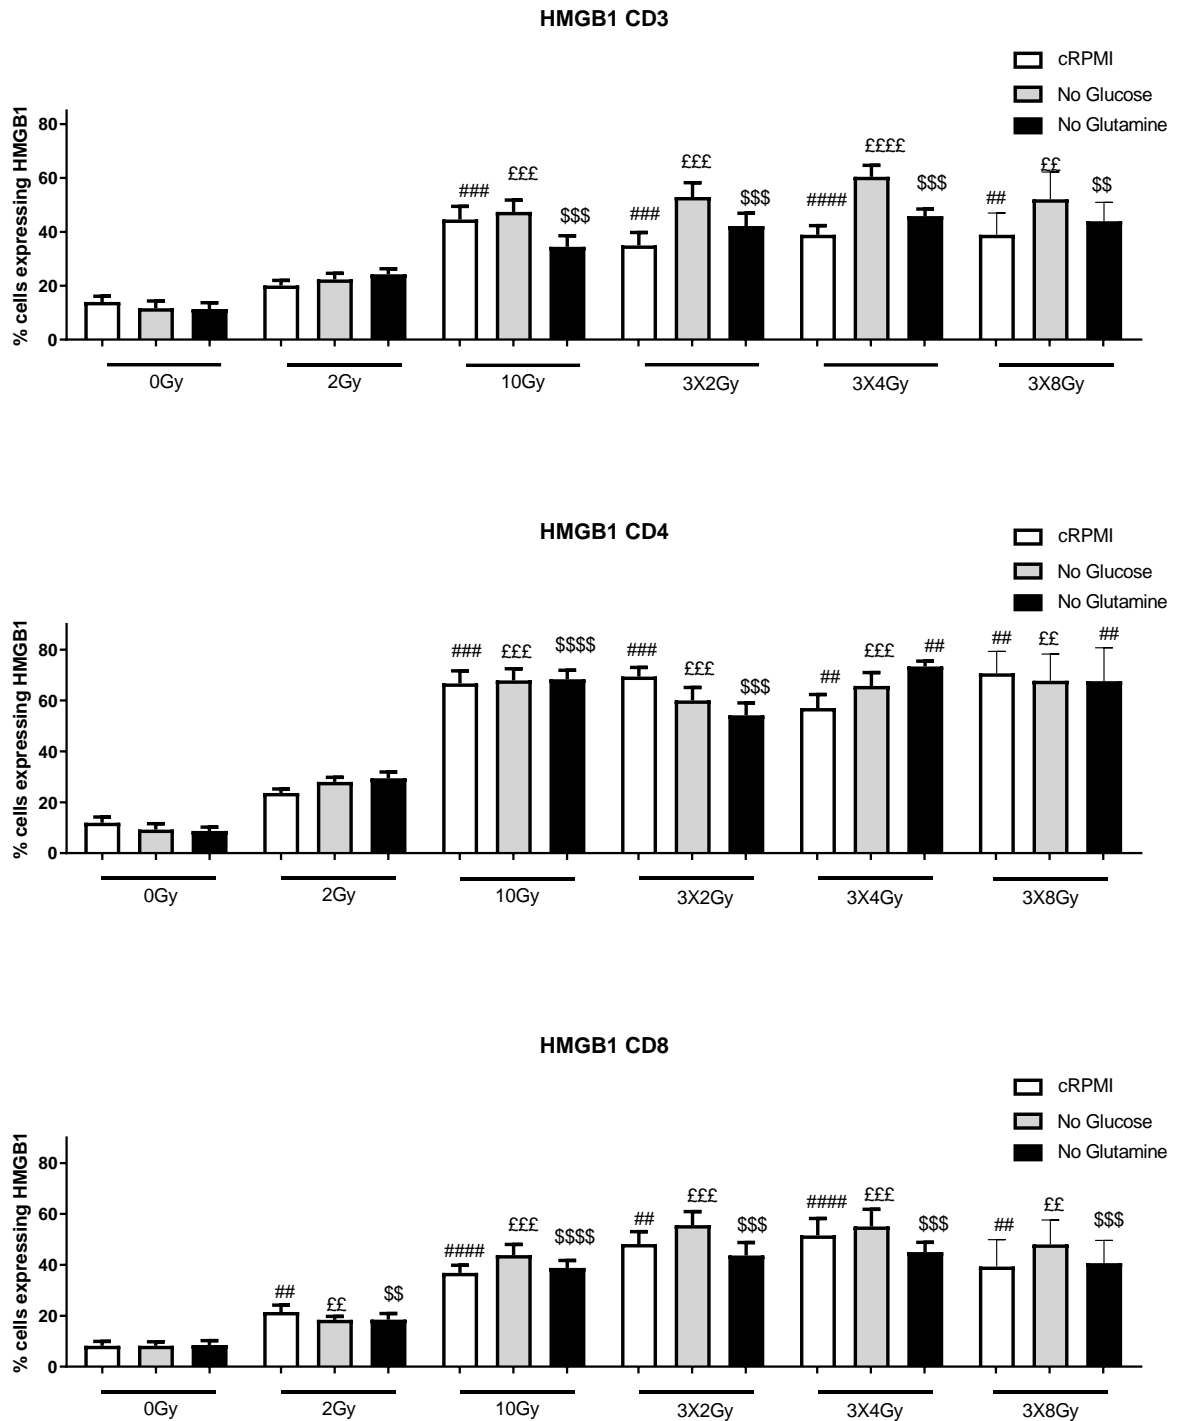 HMGB1 CD3
cRPMI
No Glucose
No Glutamine
% cells expressing HMGB1
80
60
40
20
0
### £££ $$$ ### £££ $$$ #### ££££ $$$ ## ££ $$
0Gy 2Gy 10Gy 3X2Gy 3X4Gy 3X8Gy
HMGB1 CD4
cRPMI
No Glucose
No Glutamine
% cells expressing HMGB1
80
60
40
20
0
### £££ $$$$ ### £££ $$$ ## £££ ## ## ££ ##
0Gy 2Gy 10Gy 3X2Gy 3X4Gy 3X8Gy
HMGB1 CD8
cRPMI
No Glucose
No Glutamine
% cells expressing HMGB1
80
60
40
20
0
## ££ $$ #### £££ $$$$ ## £££ $$$ #### £££ $$$ ## ££ $$$
0Gy 2Gy 10Gy 3X2Gy 3X4Gy 3X8Gy